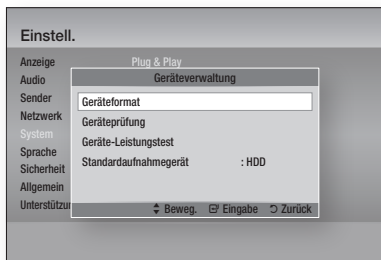 Einstell.
Anzeige Plug & Play
Audio
Geräteverwaltung
Sender
Netzwerk
System
Sprache
Sicherheit
Allgemein
Geräteformat
Geräteprüfung
Geräte-Leistungstest
Standardaufnahmegerät : HDD
Beweg. Eingabe Zurück